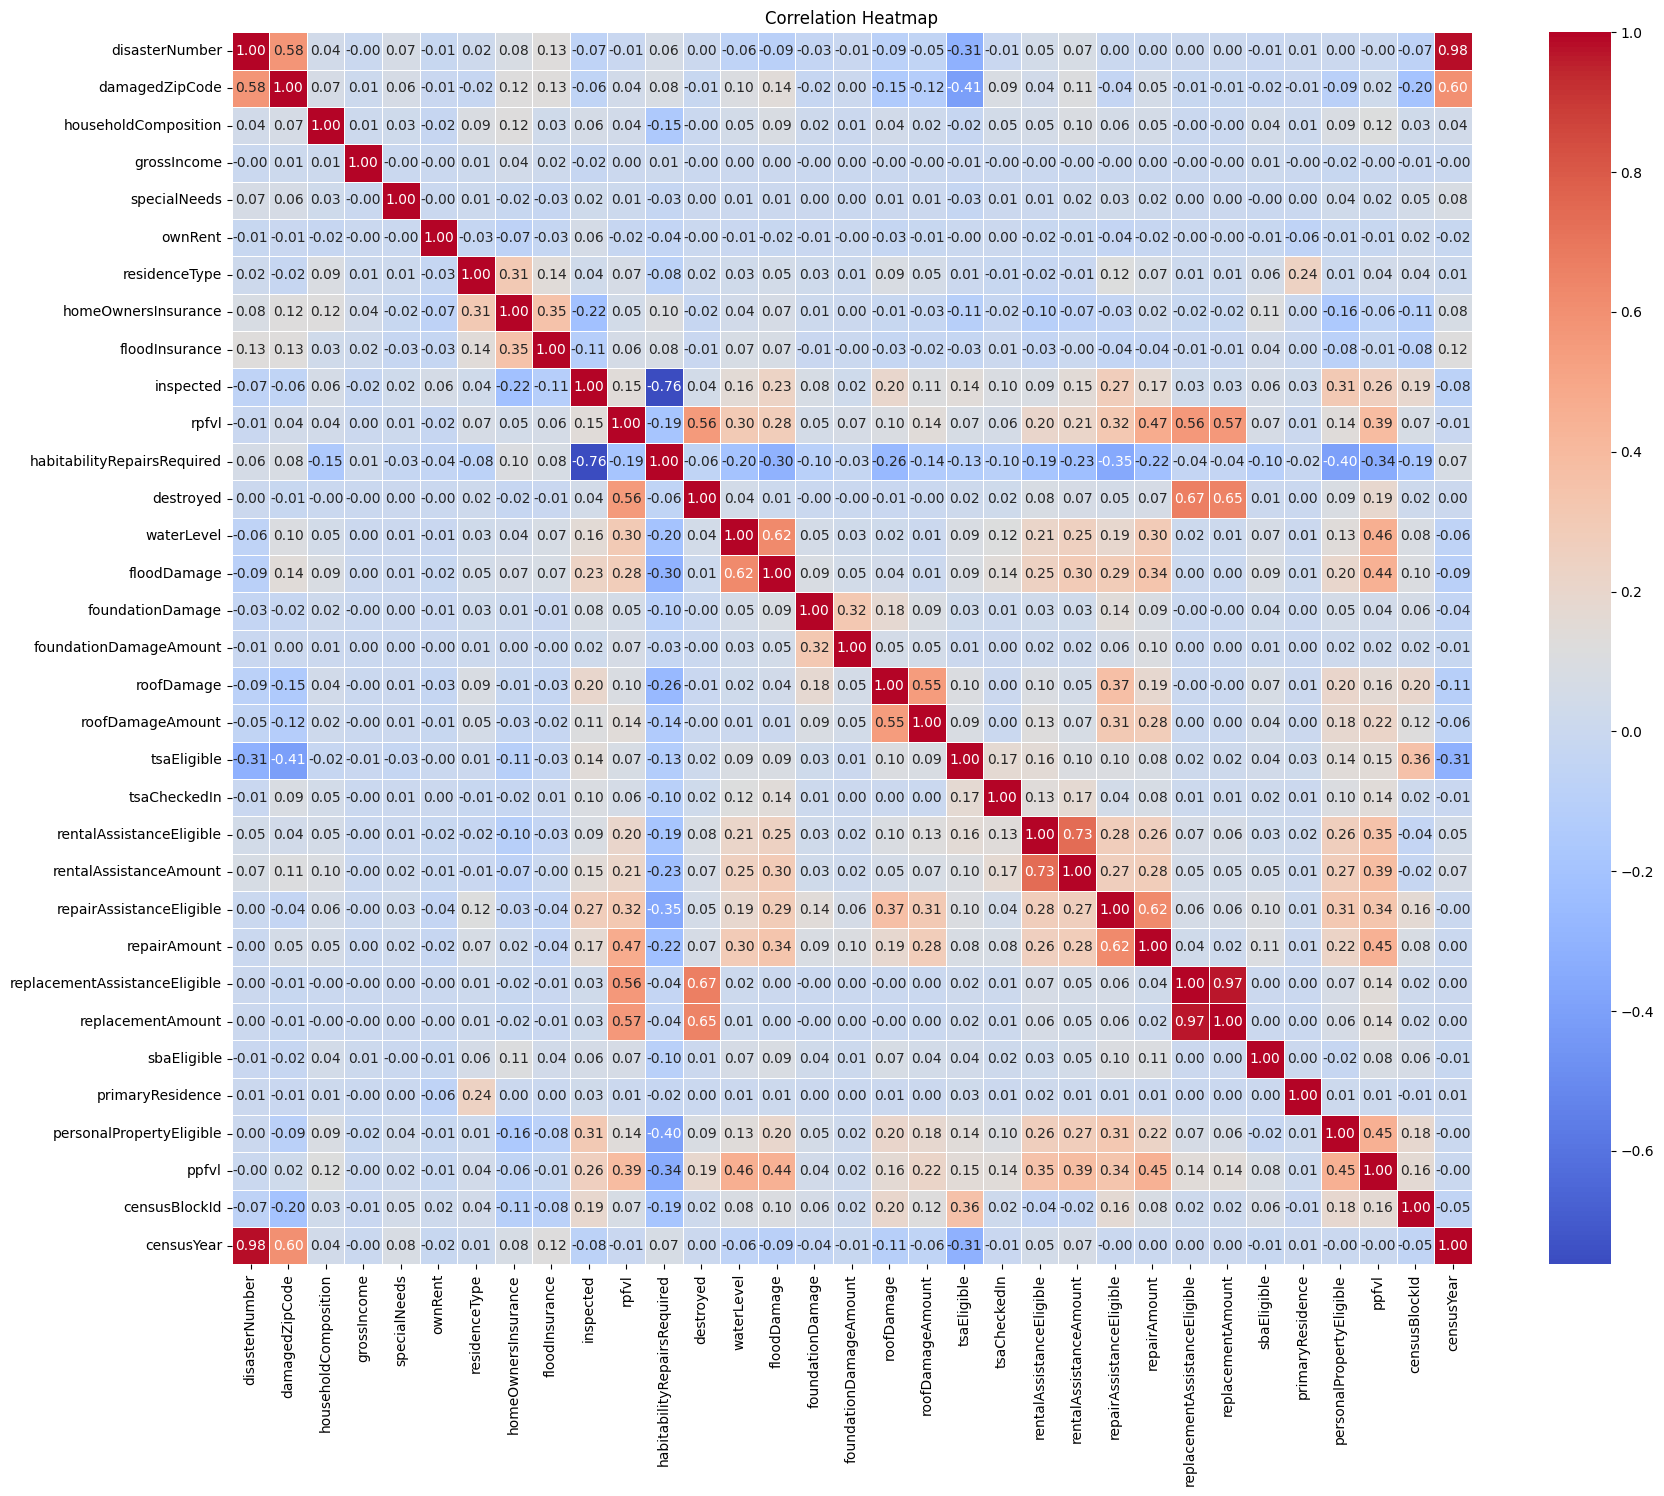 Correlation Heatmap
disasterNumber 1.00 0.58 0.04 -0.00 0.07 -0.01 0.02 0.08 0.13 -0.07 -0.01 0.06 0.00 -0.06 -0.09 -0.03 -0.01 -0.09 -0.05 -0.31 -0.01 0.05 0.07 0.00 0.00 0.00 0.00 -0.01 0.01 0.00 -0.00 -0.07 0.98
damagedZipCode 0.58 1.00 0.07 0.01 0.06 -0.01 -0.02 0.12 0.13 -0.06 0.04 0.08 -0.01 0.10 0.14 -0.02 0.00 -0.15 -0.12 -0.41 0.09 0.04 0.11 -0.04 0.05 -0.01 -0.01 -0.02 -0.01 -0.09 0.02 -0.20 0.60
householdComposition 0.04 0.07 1.00 0.01 0.03 -0.02 0.09 0.12 0.03 0.06 0.04 -0.15 -0.00 0.05 0.09 0.02 0.01 0.04 0.02 -0.02 0.05 0.05 0.10 0.06 0.05 -0.00 -0.00 0.04 0.01 0.09 0.12 0.03 0.04
grossIncome -0.00 0.01 0.01 1.00 -0.00 -0.00 0.01 0.04 0.02 -0.02 0.00 0.01 -0.00 0.00 0.00 -0.00 0.00 -0.00 -0.00 -0.01 -0.00 -0.00 -0.00 -0.00 0.00 -0.00 -0.00 0.01 -0.00 -0.02 -0.00 -0.01 -0.00
specialNeeds 0.07 0.06 0.03 -0.00 1.00 -0.00 0.01 -0.02 -0.03 0.02 0.01 -0.03 0.00 0.01 0.01 -0.00 0.00 0.01 0.01 -0.03 0.01 0.01 0.02 0.03 0.02 0.00 0.00 -0.00 -0.00 0.04 0.02 0.05 0.08
ownRent -0.01 -0.01 -0.02 -0.00 -0.00 1.00 -0.03 -0.07 -0.03 0.06 -0.02 -0.04 -0.00 -0.01 -0.02 -0.01 -0.00 -0.03 -0.01 -0.00 0.00 -0.02 -0.01 -0.04 -0.02 -0.00 -0.00 -0.01 -0.06 -0.01 -0.01 0.02 -0.02
residenceType 0.02 -0.02 0.09 0.01 0.01 -0.03 1.00 0.31 0.14 0.04 0.07 -0.08 0.02 0.03 0.05 0.03 0.01 0.09 0.05 0.01 -0.01 -0.02 -0.01 0.12 0.07 0.01 0.01 0.06 0.24 0.01 0.04 0.04 0.01
homeOwnersInsurance 0.08 0.12 0.12 0.04 -0.02 -0.07 0.31 1.00 0.35 -0.22 0.05 0.10 -0.02 0.04 0.07 0.01 0.00 -0.01 -0.03 -0.11 -0.02 -0.10 -0.07 -0.03 0.02 -0.02 -0.02 0.11 0.00 -0.16 -0.06 -0.11 0.08
floodInsurance 0.13 0.13 0.03 0.02 -0.03 -0.03 0.14 0.35 1.00 -0.11 0.06 0.08 -0.01 0.07 0.07 -0.01 -0.00 -0.03 -0.02 -0.03 0.01 -0.03 -0.00 -0.04 -0.04 -0.01 -0.01 0.04 0.00 -0.08 -0.01 -0.08 0.12
inspected -0.07 -0.06 0.06 -0.02 0.02 0.06 0.04 -0.22 -0.11 1.00 0.15 -0.76 0.04 0.16 0.23 0.08 0.02 0.20 0.11 0.14 0.10 0.09 0.15 0.27 0.17 0.03 0.03 0.06 0.03 0.31 0.26 0.19 -0.08
rpfvl -0.01 0.04 0.04 0.00 0.01 -0.02 0.07 0.05 0.06 0.15 1.00 -0.19 0.56 0.30 0.28 0.05 0.07 0.10 0.14 0.07 0.06 0.20 0.21 0.32 0.47 0.56 0.57 0.07 0.01 0.14 0.39 0.07 -0.01
habitabilityRepairsRequired 0.06 0.08 -0.15 0.01 -0.03 -0.04 -0.08 0.10 0.08 -0.76 -0.19 1.00 -0.06 -0.20 -0.30 -0.10 -0.03 -0.26 -0.14 -0.13 -0.10 -0.19 -0.23 -0.35 -0.22 -0.04 -0.04 -0.10 -0.02 -0.40 -0.34 -0.19 0.07
destroyed 0.00 -0.01 -0.00 -0.00 0.00 -0.00 0.02 -0.02 -0.01 0.04 0.56 -0.06 1.00 0.04 0.01 -0.00 -0.00 -0.01 -0.00 0.02 0.02 0.08 0.07 0.05 0.07 0.67 0.65 0.01 0.00 0.09 0.19 0.02 0.00
waterLevel -0.06 0.10 0.05 0.00 0.01 -0.01 0.03 0.04 0.07 0.16 0.30 -0.20 0.04 1.00 0.62 0.05 0.03 0.02 0.01 0.09 0.12 0.21 0.25 0.19 0.30 0.02 0.01 0.07 0.01 0.13 0.46 0.08 -0.06
floodDamage -0.09 0.14 0.09 0.00 0.01 -0.02 0.05 0.07 0.07 0.23 0.28 -0.30 0.01 0.62 1.00 0.09 0.05 0.04 0.01 0.09 0.14 0.25 0.30 0.29 0.34 0.00 0.00 0.09 0.01 0.20 0.44 0.10 -0.09
foundationDamage -0.03 -0.02 0.02 -0.00 -0.00 -0.01 0.03 0.01 -0.01 0.08 0.05 -0.10 -0.00 0.05 0.09 1.00 0.32 0.18 0.09 0.03 0.01 0.03 0.03 0.14 0.09 -0.00 -0.00 0.04 0.00 0.05 0.04 0.06 -0.04
foundationDamageAmount -0.01 0.00 0.01 0.00 0.00 -0.00 0.01 0.00 -0.00 0.02 0.07 -0.03 -0.00 0.03 0.05 0.32 1.00 0.05 0.05 0.01 0.00 0.02 0.02 0.06 0.10 0.00 0.00 0.01 0.00 0.02 0.02 0.02 -0.01
roofDamage -0.09 -0.15 0.04 -0.00 0.01 -0.03 0.09 -0.01 -0.03 0.20 0.10 -0.26 -0.01 0.02 0.04 0.18 0.05 1.00 0.55 0.10 0.00 0.10 0.05 0.37 0.19 -0.00 -0.00 0.07 0.01 0.20 0.16 0.20 -0.11
roofDamageAmount -0.05 -0.12 0.02 -0.00 0.01 -0.01 0.05 -0.03 -0.02 0.11 0.14 -0.14 -0.00 0.01 0.01 0.09 0.05 0.55 1.00 0.09 0.00 0.13 0.07 0.31 0.28 0.00 0.00 0.04 0.00 0.18 0.22 0.12 -0.06
tsaEligible -0.31 -0.41 -0.02 -0.01 -0.03 -0.00 0.01 -0.11 -0.03 0.14 0.07 -0.13 0.02 0.09 0.09 0.03 0.01 0.10 0.09 1.00 0.17 0.16 0.10 0.10 0.08 0.02 0.02 0.04 0.03 0.14 0.15 0.36 -0.31
tsaCheckedIn -0.01 0.09 0.05 -0.00 0.01 0.00 -0.01 -0.02 0.01 0.10 0.06 -0.10 0.02 0.12 0.14 0.01 0.00 0.00 0.00 0.17 1.00 0.13 0.17 0.04 0.08 0.01 0.01 0.02 0.01 0.10 0.14 0.02 -0.01
rentalAssistanceEligible 0.05 0.04 0.05 -0.00 0.01 -0.02 -0.02 -0.10 -0.03 0.09 0.20 -0.19 0.08 0.21 0.25 0.03 0.02 0.10 0.13 0.16 0.13 1.00 0.73 0.28 0.26 0.07 0.06 0.03 0.02 0.26 0.35 -0.04 0.05
rentalAssistanceAmount 0.07 0.11 0.10 -0.00 0.02 -0.01 -0.01 -0.07 -0.00 0.15 0.21 -0.23 0.07 0.25 0.30 0.03 0.02 0.05 0.07 0.10 0.17 0.73 1.00 0.27 0.28 0.05 0.05 0.05 0.01 0.27 0.39 -0.02 0.07
repairAssistanceEligible 0.00 -0.04 0.06 -0.00 0.03 -0.04 0.12 -0.03 -0.04 0.27 0.32 -0.35 0.05 0.19 0.29 0.14 0.06 0.37 0.31 0.10 0.04 0.28 0.27 1.00 0.62 0.06 0.06 0.10 0.01 0.31 0.34 0.16 -0.00
repairAmount 0.00 0.05 0.05 0.00 0.02 -0.02 0.07 0.02 -0.04 0.17 0.47 -0.22 0.07 0.30 0.34 0.09 0.10 0.19 0.28 0.08 0.08 0.26 0.28 0.62 1.00 0.04 0.02 0.11 0.01 0.22 0.45 0.08 0.00
replacementAssistanceEligible 0.00 -0.01 -0.00 -0.00 0.00 -0.00 0.01 -0.02 -0.01 0.03 0.56 -0.04 0.67 0.02 0.00 -0.00 0.00 -0.00 0.00 0.02 0.01 0.07 0.05 0.06 0.04 1.00 0.97 0.00 0.00 0.07 0.14 0.02 0.00
replacementAmount 0.00 -0.01 -0.00 -0.00 0.00 -0.00 0.01 -0.02 -0.01 0.03 0.57 -0.04 0.65 0.01 0.00 -0.00 0.00 -0.00 0.00 0.02 0.01 0.06 0.05 0.06 0.02 0.97 1.00 0.00 0.00 0.06 0.14 0.02 0.00
sbaEligible -0.01 -0.02 0.04 0.01 -0.00 -0.01 0.06 0.11 0.04 0.06 0.07 -0.10 0.01 0.07 0.09 0.04 0.01 0.07 0.04 0.04 0.02 0.03 0.05 0.10 0.11 0.00 0.00 1.00 0.00 -0.02 0.08 0.06 -0.01
primaryResidence 0.01 -0.01 0.01 -0.00 -0.00 -0.06 0.24 0.00 0.00 0.03 0.01 -0.02 0.00 0.01 0.01 0.00 0.00 0.01 0.00 0.03 0.01 0.02 0.01 0.01 0.01 0.00 0.00 0.00 1.00 0.01 0.01 -0.01 0.01
personalPropertyEligible 0.00 -0.09 0.09 -0.02 0.04 -0.01 0.01 -0.16 -0.08 0.31 0.14 -0.40 0.09 0.13 0.20 0.05 0.02 0.20 0.18 0.14 0.10 0.26 0.27 0.31 0.22 0.07 0.06 -0.02 0.01 1.00 0.45 0.18 -0.00
ppfvl -0.00 0.02 0.12 -0.00 0.02 -0.01 0.04 -0.06 -0.01 0.26 0.39 -0.34 0.19 0.46 0.44 0.04 0.02 0.16 0.22 0.15 0.14 0.35 0.39 0.34 0.45 0.14 0.14 0.08 0.01 0.45 1.00 0.16 -0.00
censusBlockId -0.07 -0.20 0.03 -0.01 0.05 0.02 0.04 -0.11 -0.08 0.19 0.07 -0.19 0.02 0.08 0.10 0.06 0.02 0.20 0.12 0.36 0.02 -0.04 -0.02 0.16 0.08 0.02 0.02 0.06 -0.01 0.18 0.16 1.00 -0.05
censusYear 0.98 0.60 0.04 -0.00 0.08 -0.02 0.01 0.08 0.12 -0.08 -0.01 0.07 0.00 -0.06 -0.09 -0.04 -0.01 -0.11 -0.06 -0.31 -0.01 0.05 0.07 -0.00 0.00 0.00 0.00 -0.01 0.01 -0.00 -0.00 -0.05 1.00
disasterNumber
damagedZipCode
householdComposition
grossIncome
specialNeeds
ownRent
residenceType
homeOwnersInsurance
floodInsurance
inspected
rpfvl
habitabilityRepairsRequired
destroyed
waterLevel
floodDamage
foundationDamage
foundationDamageAmount
roofDamage
roofDamageAmount
tsaEligible
tsaCheckedIn
rentalAssistanceEligible
rentalAssistanceAmount
repairAssistanceEligible
repairAmount
replacementAssistanceEligible
replacementAmount
sbaEligible
primaryResidence
personalPropertyEligible
ppfvl
censusBlockId
censusYear
1.0
0.8
0.6
0.4
0.2
0.0
−0.2
−0.4
−0.6